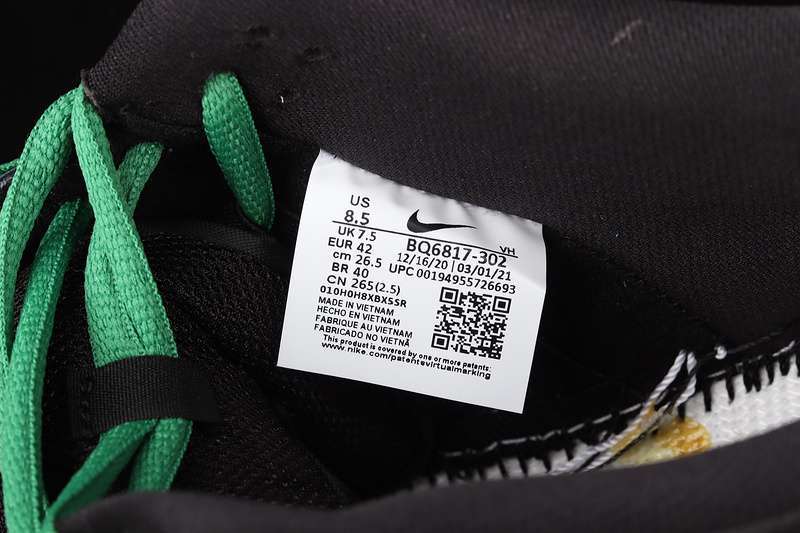 US
8.5
UK 7.5
EUR 42
cm 26.5
BR 40
CN 265(2.5)
010H0H8XBX5SR
VH
BQ6817-302
12/16/20 | 03/01/21
UPC 00194955726693
MADE IN VIETNAM
HECHO EN VIETNAM
FABRIQUE AU VIETNAM
FABRICADO NO VIETNÃ
This product is covered by one or more patents:
www.nike.com/patentsvirtualmarking